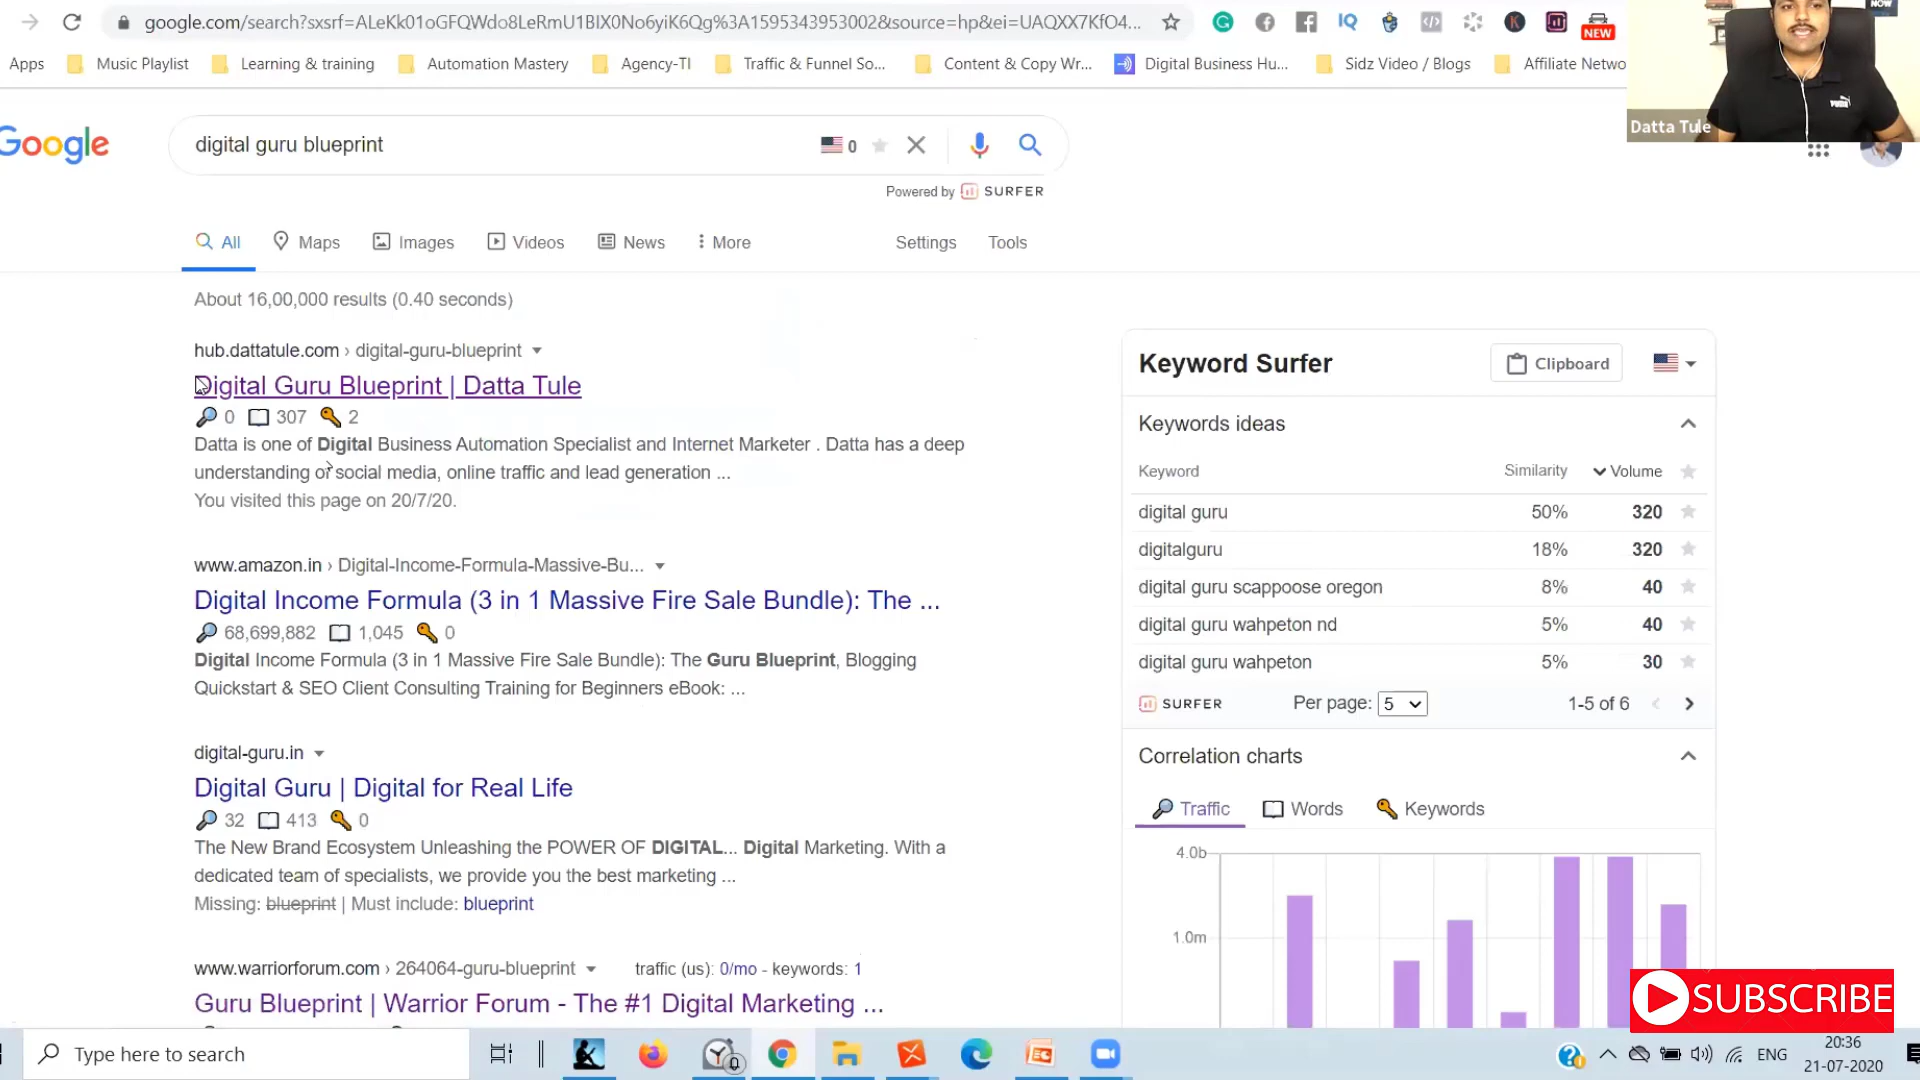 google.com/search?sxsrf=ALeKk01oGFQWdo8LeRmU1BIX0No6yiK6Qg%3A1595343953002&source=hp&ei=UAQXX7KfO4...
NEW
NOW
Apps
Music Playlist
Learning & training
Automation Mastery
Agency-TI
Traffic & Funnel So...
Content & Copy Wr...
Digital Business Hu...
Sidz Video / Blogs
Affiliate Netwo
Datta Tule
Google
digital guru blueprint
0
Powered by SURFER
All
Maps
Images
Videos
News
More
Settings
Tools
About 16,00,000 results (0.40 seconds)
hub.dattatule.com › digital-guru-blueprint
Digital Guru Blueprint | Datta Tule
0 307 2
Datta is one of Digital Business Automation Specialist and Internet Marketer . Datta has a deep
understanding of social media, online traffic and lead generation ...
You visited this page on 20/7/20.
www.amazon.in › Digital-Income-Formula-Massive-Bu...
Digital Income Formula (3 in 1 Massive Fire Sale Bundle): The ...
68,699,882 1,045 0
Digital Income Formula (3 in 1 Massive Fire Sale Bundle): The Guru Blueprint, Blogging
Quickstart & SEO Client Consulting Training for Beginners eBook: ...
digital-guru.in
Digital Guru | Digital for Real Life
32 413 0
The New Brand Ecosystem Unleashing the POWER OF DIGITAL... Digital Marketing. With a
dedicated team of specialists, we provide you the best marketing ...
Missing: blueprint | Must include: blueprint
www.warriorforum.com › 264064-guru-blueprint traffic (us): 0/mo - keywords: 1
Guru Blueprint | Warrior Forum - The #1 Digital Marketing ...
Keyword Surfer
Clipboard
Keywords ideas
Keyword Similarity Volume
digital guru 50% 320
digitalguru 18% 320
digital guru scappoose oregon 8% 40
digital guru wahpeton nd 5% 40
digital guru wahpeton 5% 30
SURFER Per page: 5 1-5 of 6
Correlation charts
Traffic Words Keywords
4.0b
1.0m
SUBSCRIBE
Type here to search
ENG
20:36
21-07-2020